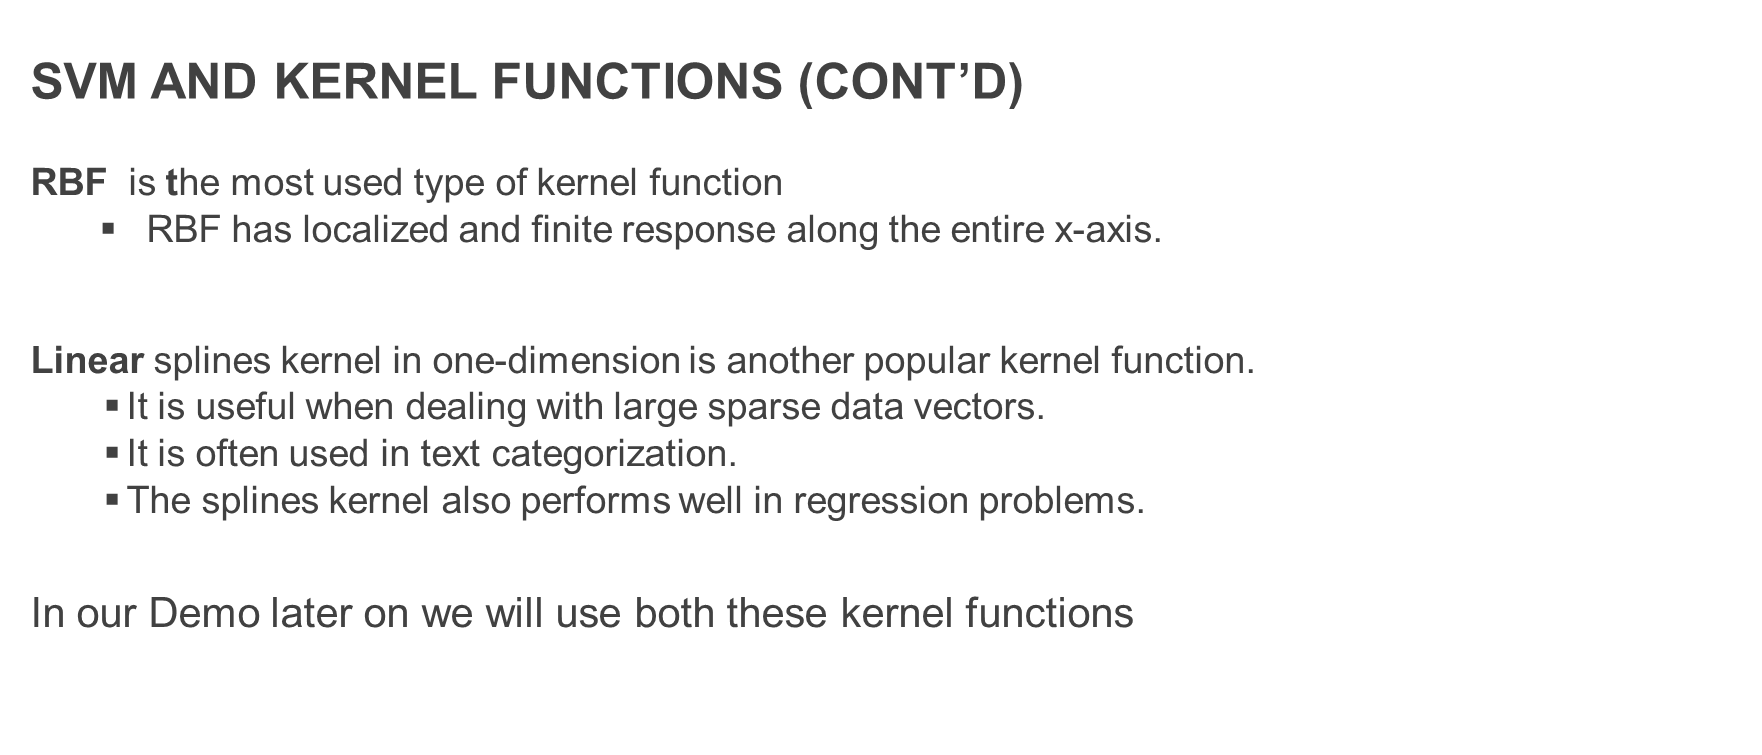 SVM AND KERNEL FUNCTIONS (CONT’D)
RBF is the most used type of kernel function
▪ RBF has localized and finite response along the entire x-axis.
Linear splines kernel in one-dimension is another popular kernel function.
▪ It is useful when dealing with large sparse data vectors.
▪ It is often used in text categorization.
▪ The splines kernel also performs well in regression problems.
In our Demo later on we will use both these kernel functions